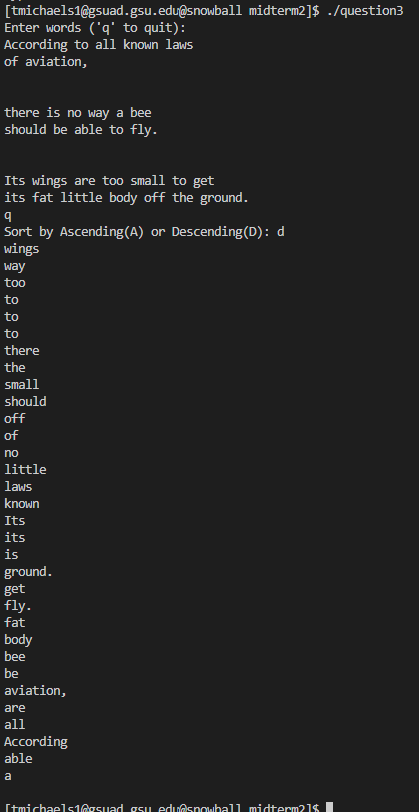 [tmichaels1@gsuad.gsu.edu@snowball midterm2]$ ./question3
Enter words ('q' to quit):
According to all known laws
of aviation,
there is no way a bee
should be able to fly.
Its wings are too small to get
its fat little body off the ground.
q
Sort by Ascending(A) or Descending(D): d
wings
way
too
to
to
to
there
the
small
should
off
of
no
little
laws
known
Its
its
is
ground.
get
fly.
fat
body
bee
be
aviation,
are
all
According
able
a
[tmichaels1@gsuad.gsu.edu@snowball midterm2]$